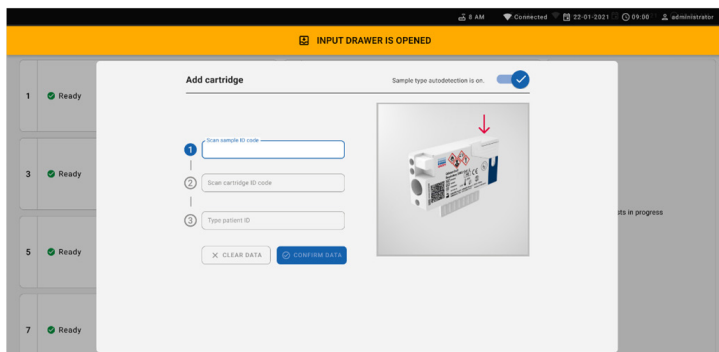 8 AM Connected 22-01-2021 09:00 administrator
INPUT DRAWER IS OPENED
Add cartridge
Sample type autodetection is on.
1 Ready
3 Ready
5 Ready
7 Ready
1 Scan sample ID code
2 Scan cartridge ID code
3 Type patient ID
CLEAR DATA
CONFIRM DATA
sts in progress